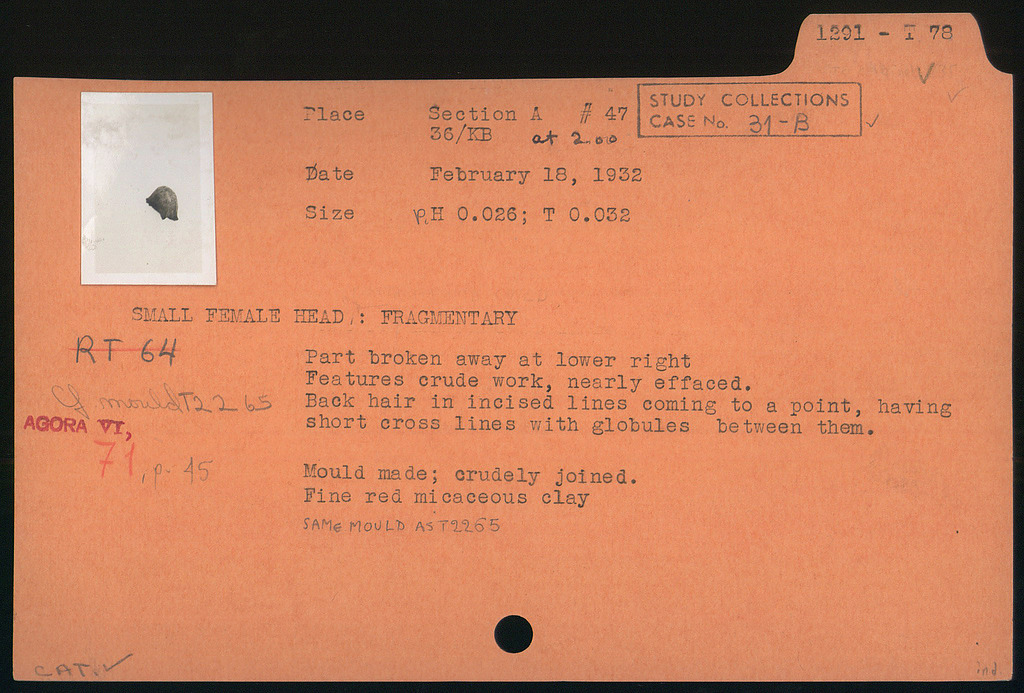 1291 - T 78
Place Section A # 47
36/KB at 2.00
STUDY COLLECTIONS
CASE No. 31-B
Date February 18, 1932
Size P.H 0.026; T 0.032
SMALL FEMALE HEAD,: FRAGMENTARY
RT 64
Part broken away at lower right
Features crude work, nearly effaced.
Cf mould T2265
Back hair in incised lines coming to a point, having
AGORA VI,
short cross lines with globules between them.
71, p. 45
Mould made; crudely joined.
Fine red micaceous clay
SAME MOULD AS T2265
CAT.
ind